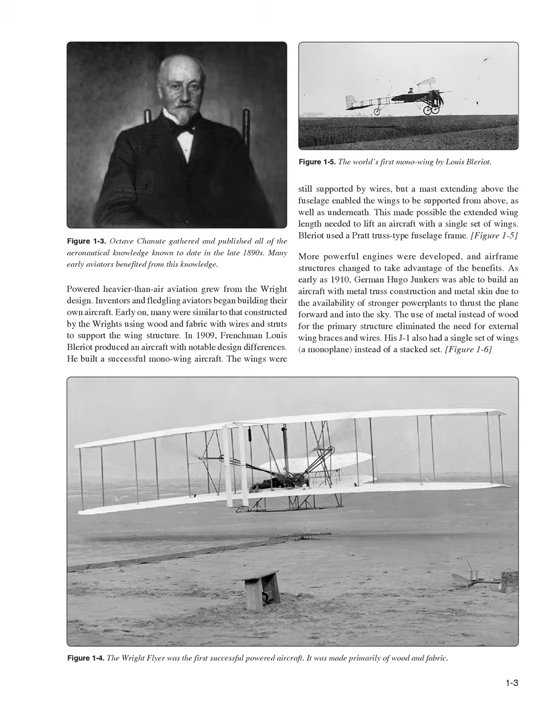 Figure 1-3. Octave Chanute gathered and published all of the
aeronautical knowledge known to date in the late 1890s. Many
early aviators benefited from this knowledge.
Powered heavier-than-air aviation grew from the Wright
design. Inventors and fledgling aviators began building their
own aircraft. Early on, many were similar to that constructed
by the Wrights using wood and fabric with wires and struts
to support the wing structure. In 1909, Frenchman Louis
Bleriot produced an aircraft with notable design differences.
He built a successful mono-wing aircraft. The wings were
Figure 1-5. The world's first mono-wing by Louis Bleriot.
still supported by wires, but a mast extending above the
fuselage enabled the wings to be supported from above, as
well as underneath. This made possible the extended wing
length needed to lift an aircraft with a single set of wings.
Bleriot used a Pratt truss-type fuselage frame. [Figure 1-5]
More powerful engines were developed, and airframe
structures changed to take advantage of the benefits. As
early as 1910, German Hugo Junkers was able to build an
aircraft with metal truss construction and metal skin due to
the availability of stronger powerplants to thrust the plane
forward and into the sky. The use of metal instead of wood
for the primary structure eliminated the need for external
wing braces and wires. His J-1 also had a single set of wings
(a monoplane) instead of a stacked set. [Figure 1-6]
Figure 1-4. The Wright Flyer was the first successful powered aircraft. It was made primarily of wood and fabric.
1-3